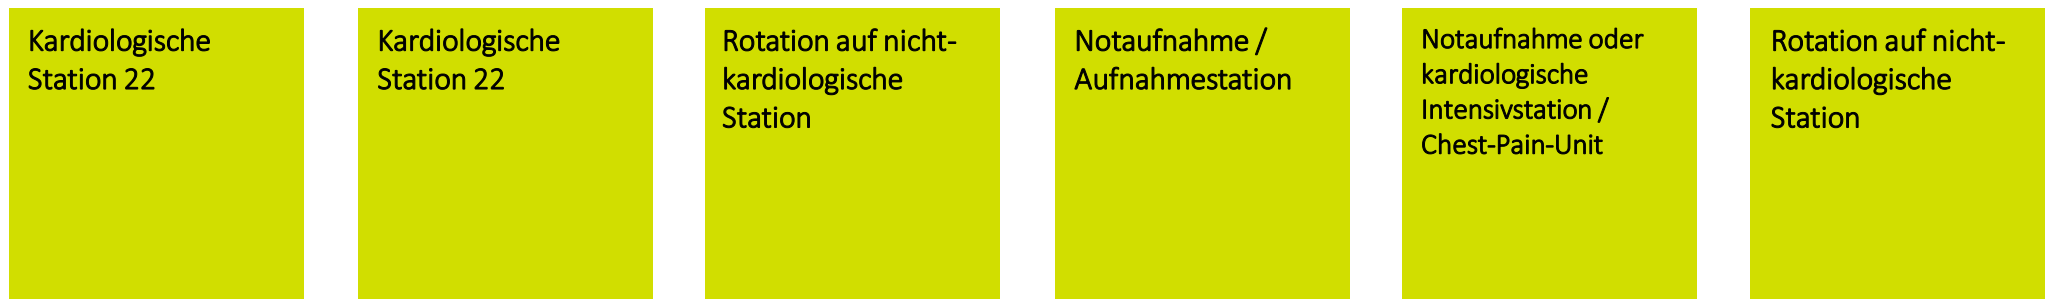 Kardiologische
Station 22
Kardiologische
Station 22
Rotation auf nicht-
kardiologische
Station
Notaufnahme /
Aufnahmestation
Notaufnahme oder
kardiologische
Intensivstation /
Chest-Pain-Unit
Rotation auf nicht-
kardiologische
Station